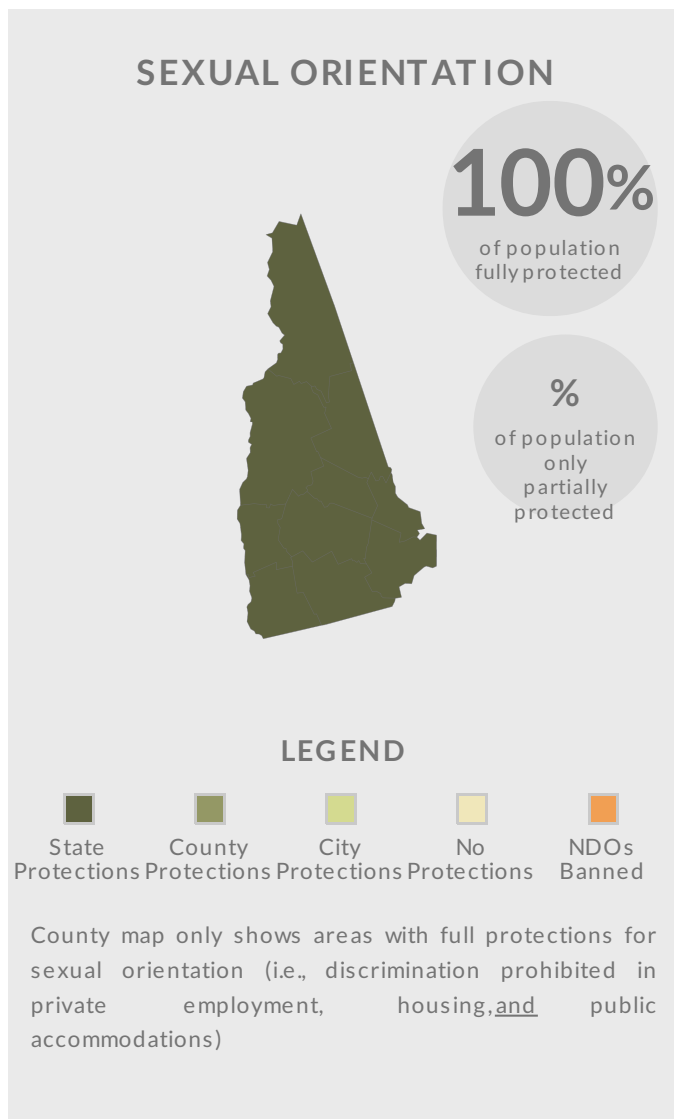 SEXUAL ORIENTATION
100%
of population
fully protected
%
of population
only
partially
protected
LEGEND
State
Protections
County
Protections
City
Protections
No
Protections
NDOs
Banned
County map only shows areas with full protections for
sexual orientation (i.e., discrimination prohibited in
private employment, housing, and public
accommodations)